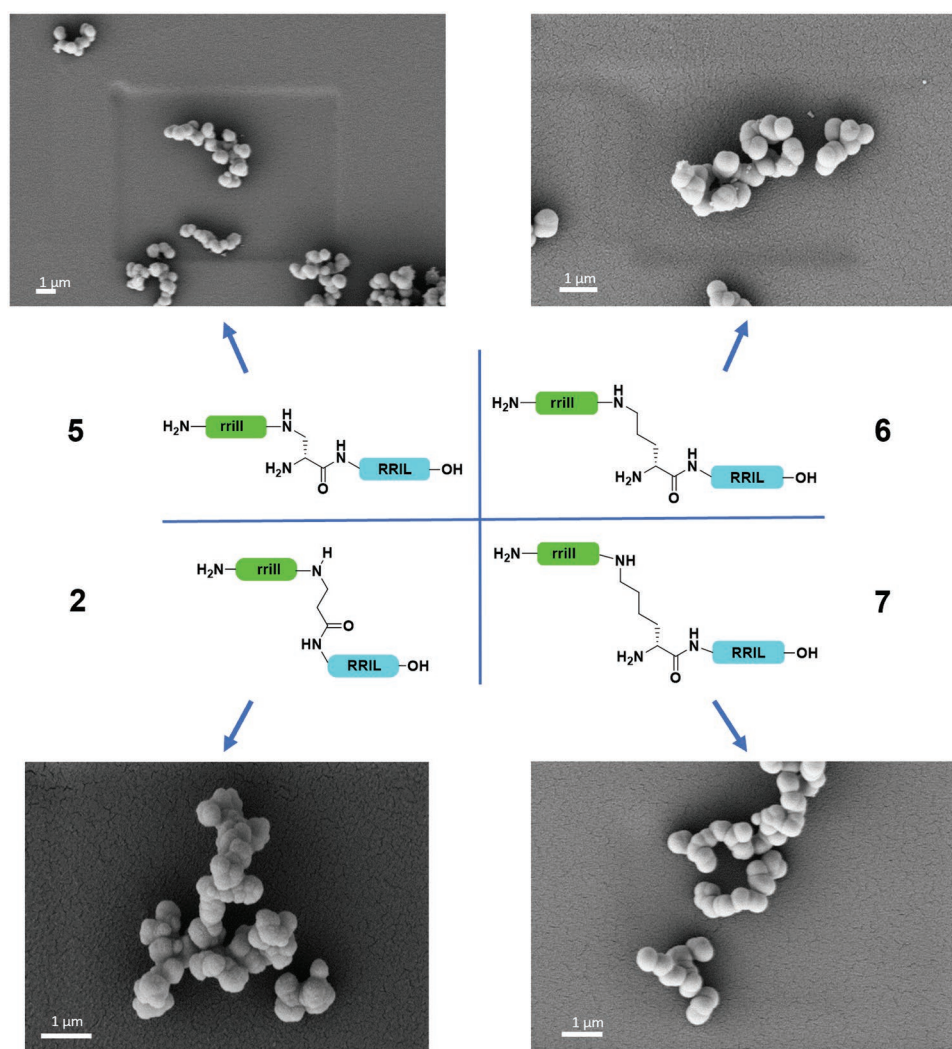 1 µm
1 µm
5
H₂N
rrill
H
N
H₂N
O
H
N
RRIL
OH
6
H₂N
rrill
H
N
H₂N
O
H
N
RRIL
OH
2
H₂N
rrill
H
N
O
HN
RRIL
OH
7
H₂N
rrill
NH
H₂N
O
H
N
RRIL
OH
1 µm
1 µm